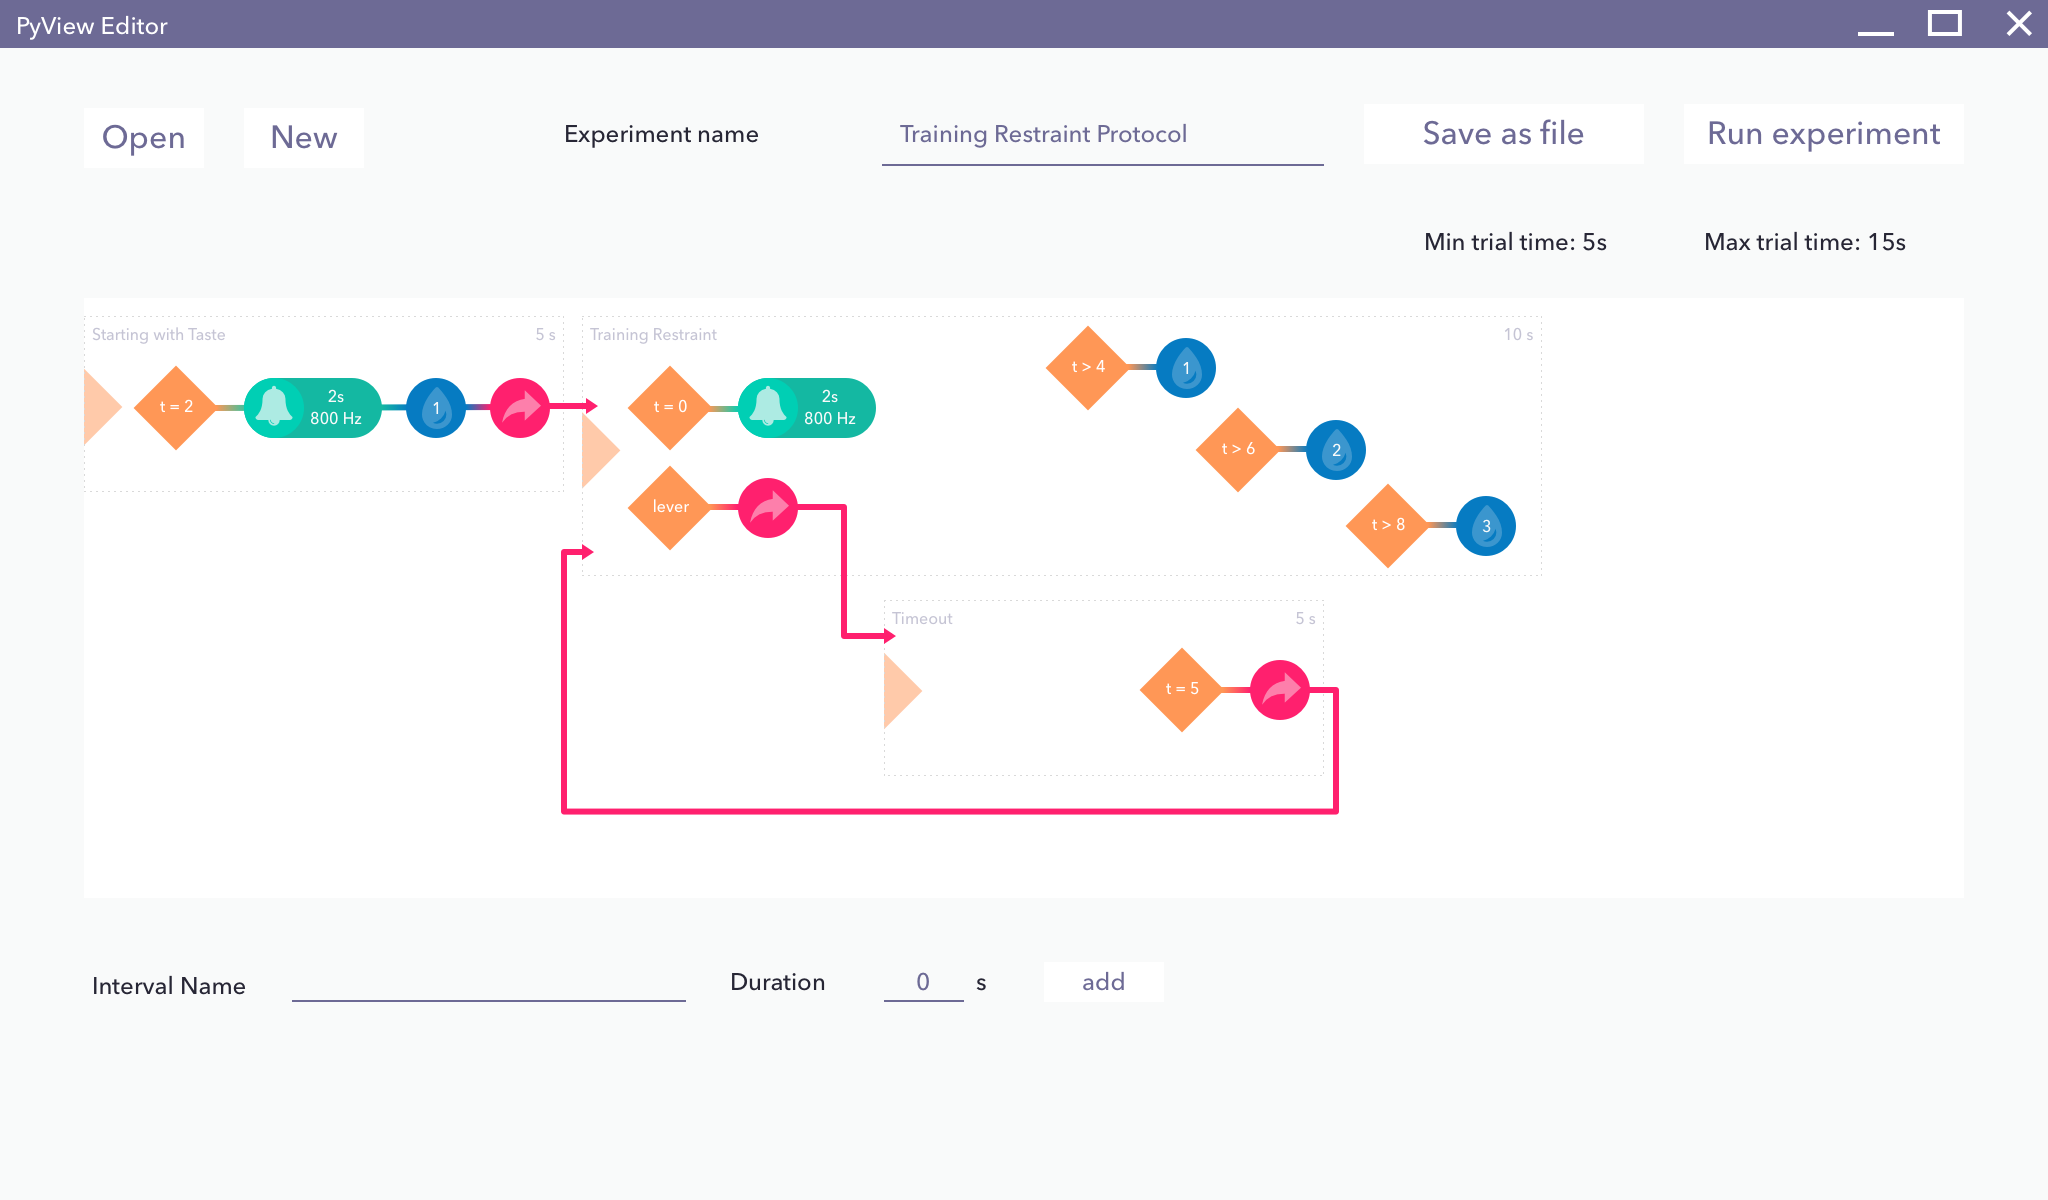 PyView Editor
Open
New
Experiment name
Training Restraint Protocol
Save as file
Run experiment
Min trial time: 5s
Max trial time: 15s
Starting with Taste
5 s
t = 2
2s
800 Hz
1
Training Restraint
10 s
t = 0
2s
800 Hz
lever
t > 4
1
t > 6
2
t > 8
3
Timeout
5 s
t = 5
Interval Name
Duration
0
s
add